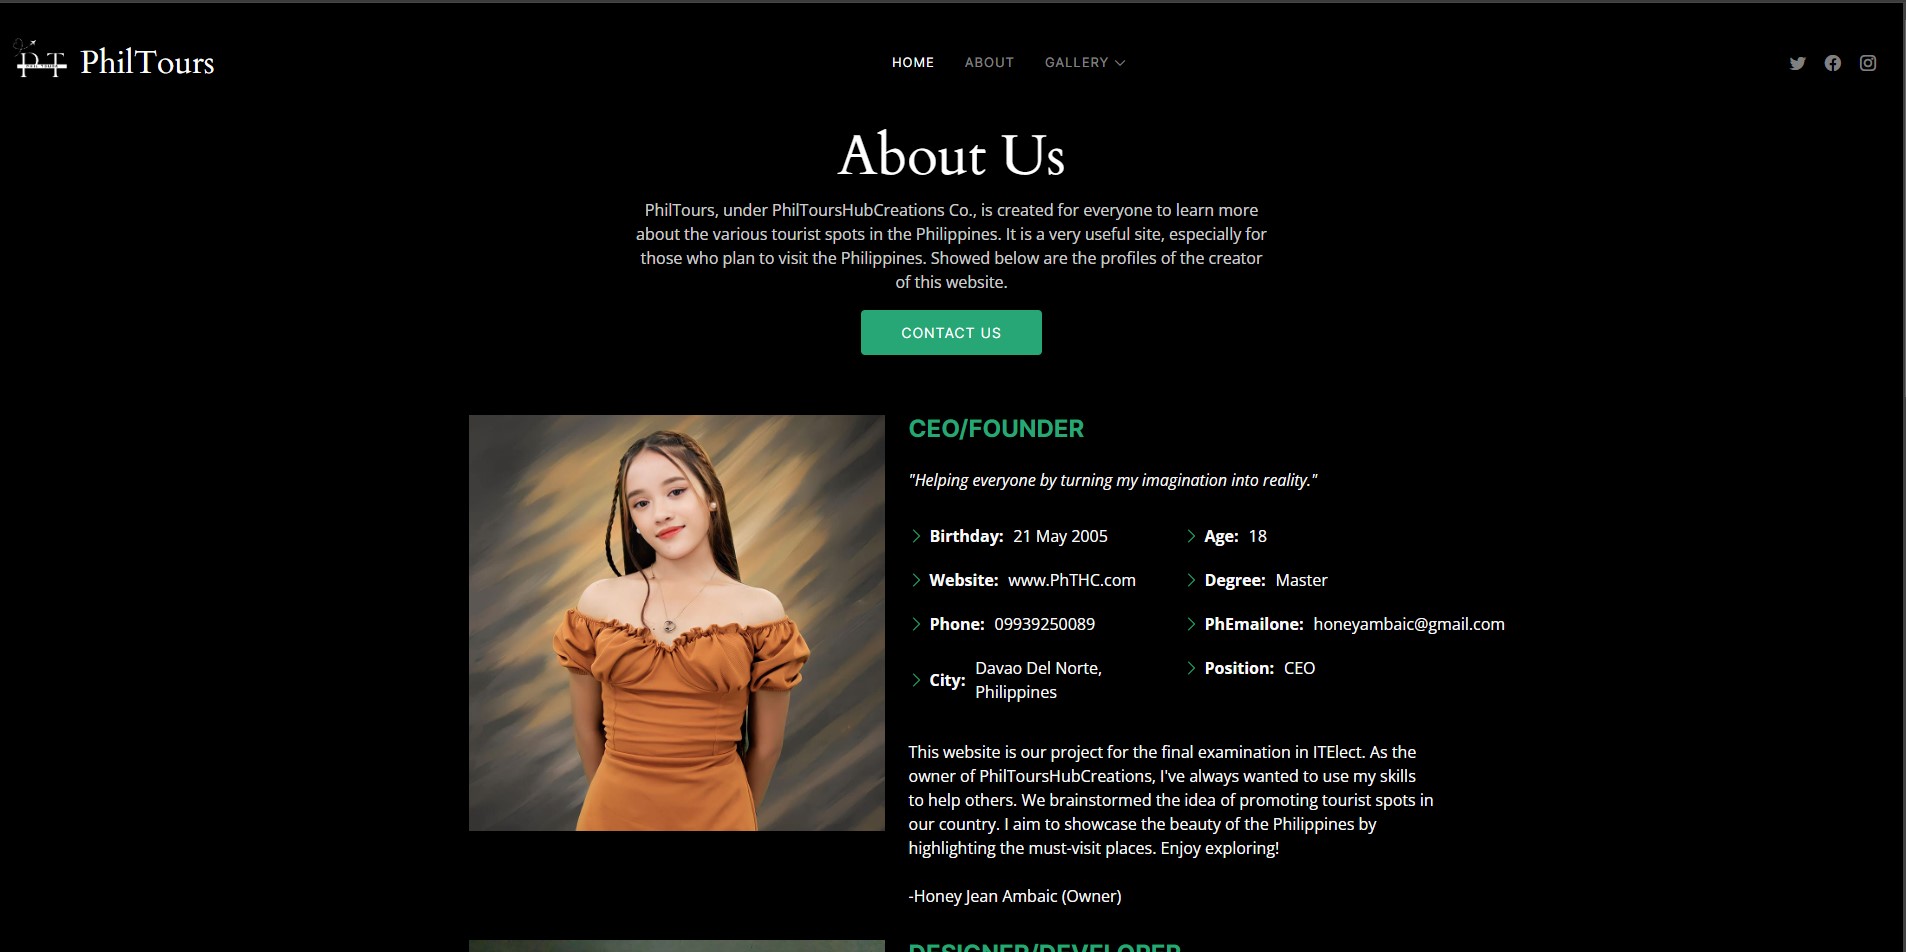 PT PhilTours
HOME ABOUT GALLERY
About Us
PhilTours, under PhilToursHubCreations Co., is created for everyone to learn more
about the various tourist spots in the Philippines. It is a very useful site, especially for
those who plan to visit the Philippines. Showed below are the profiles of the creator
of this website.
CONTACT US
CEO/FOUNDER
"Helping everyone by turning my imagination into reality."
Birthday: 21 May 2005
Age: 18
Website: www.PhTHC.com
Degree: Master
Phone: 09939250089
PhEmailone: honeyambaic@gmail.com
City: Davao Del Norte,
Philippines
Position: CEO
This website is our project for the final examination in ITElect. As the
owner of PhilToursHubCreations, I've always wanted to use my skills
to help others. We brainstormed the idea of promoting tourist spots in
our country. I aim to showcase the beauty of the Philippines by
highlighting the must-visit places. Enjoy exploring!
-Honey Jean Ambaic (Owner)
DESIGNER/DEVELOPER